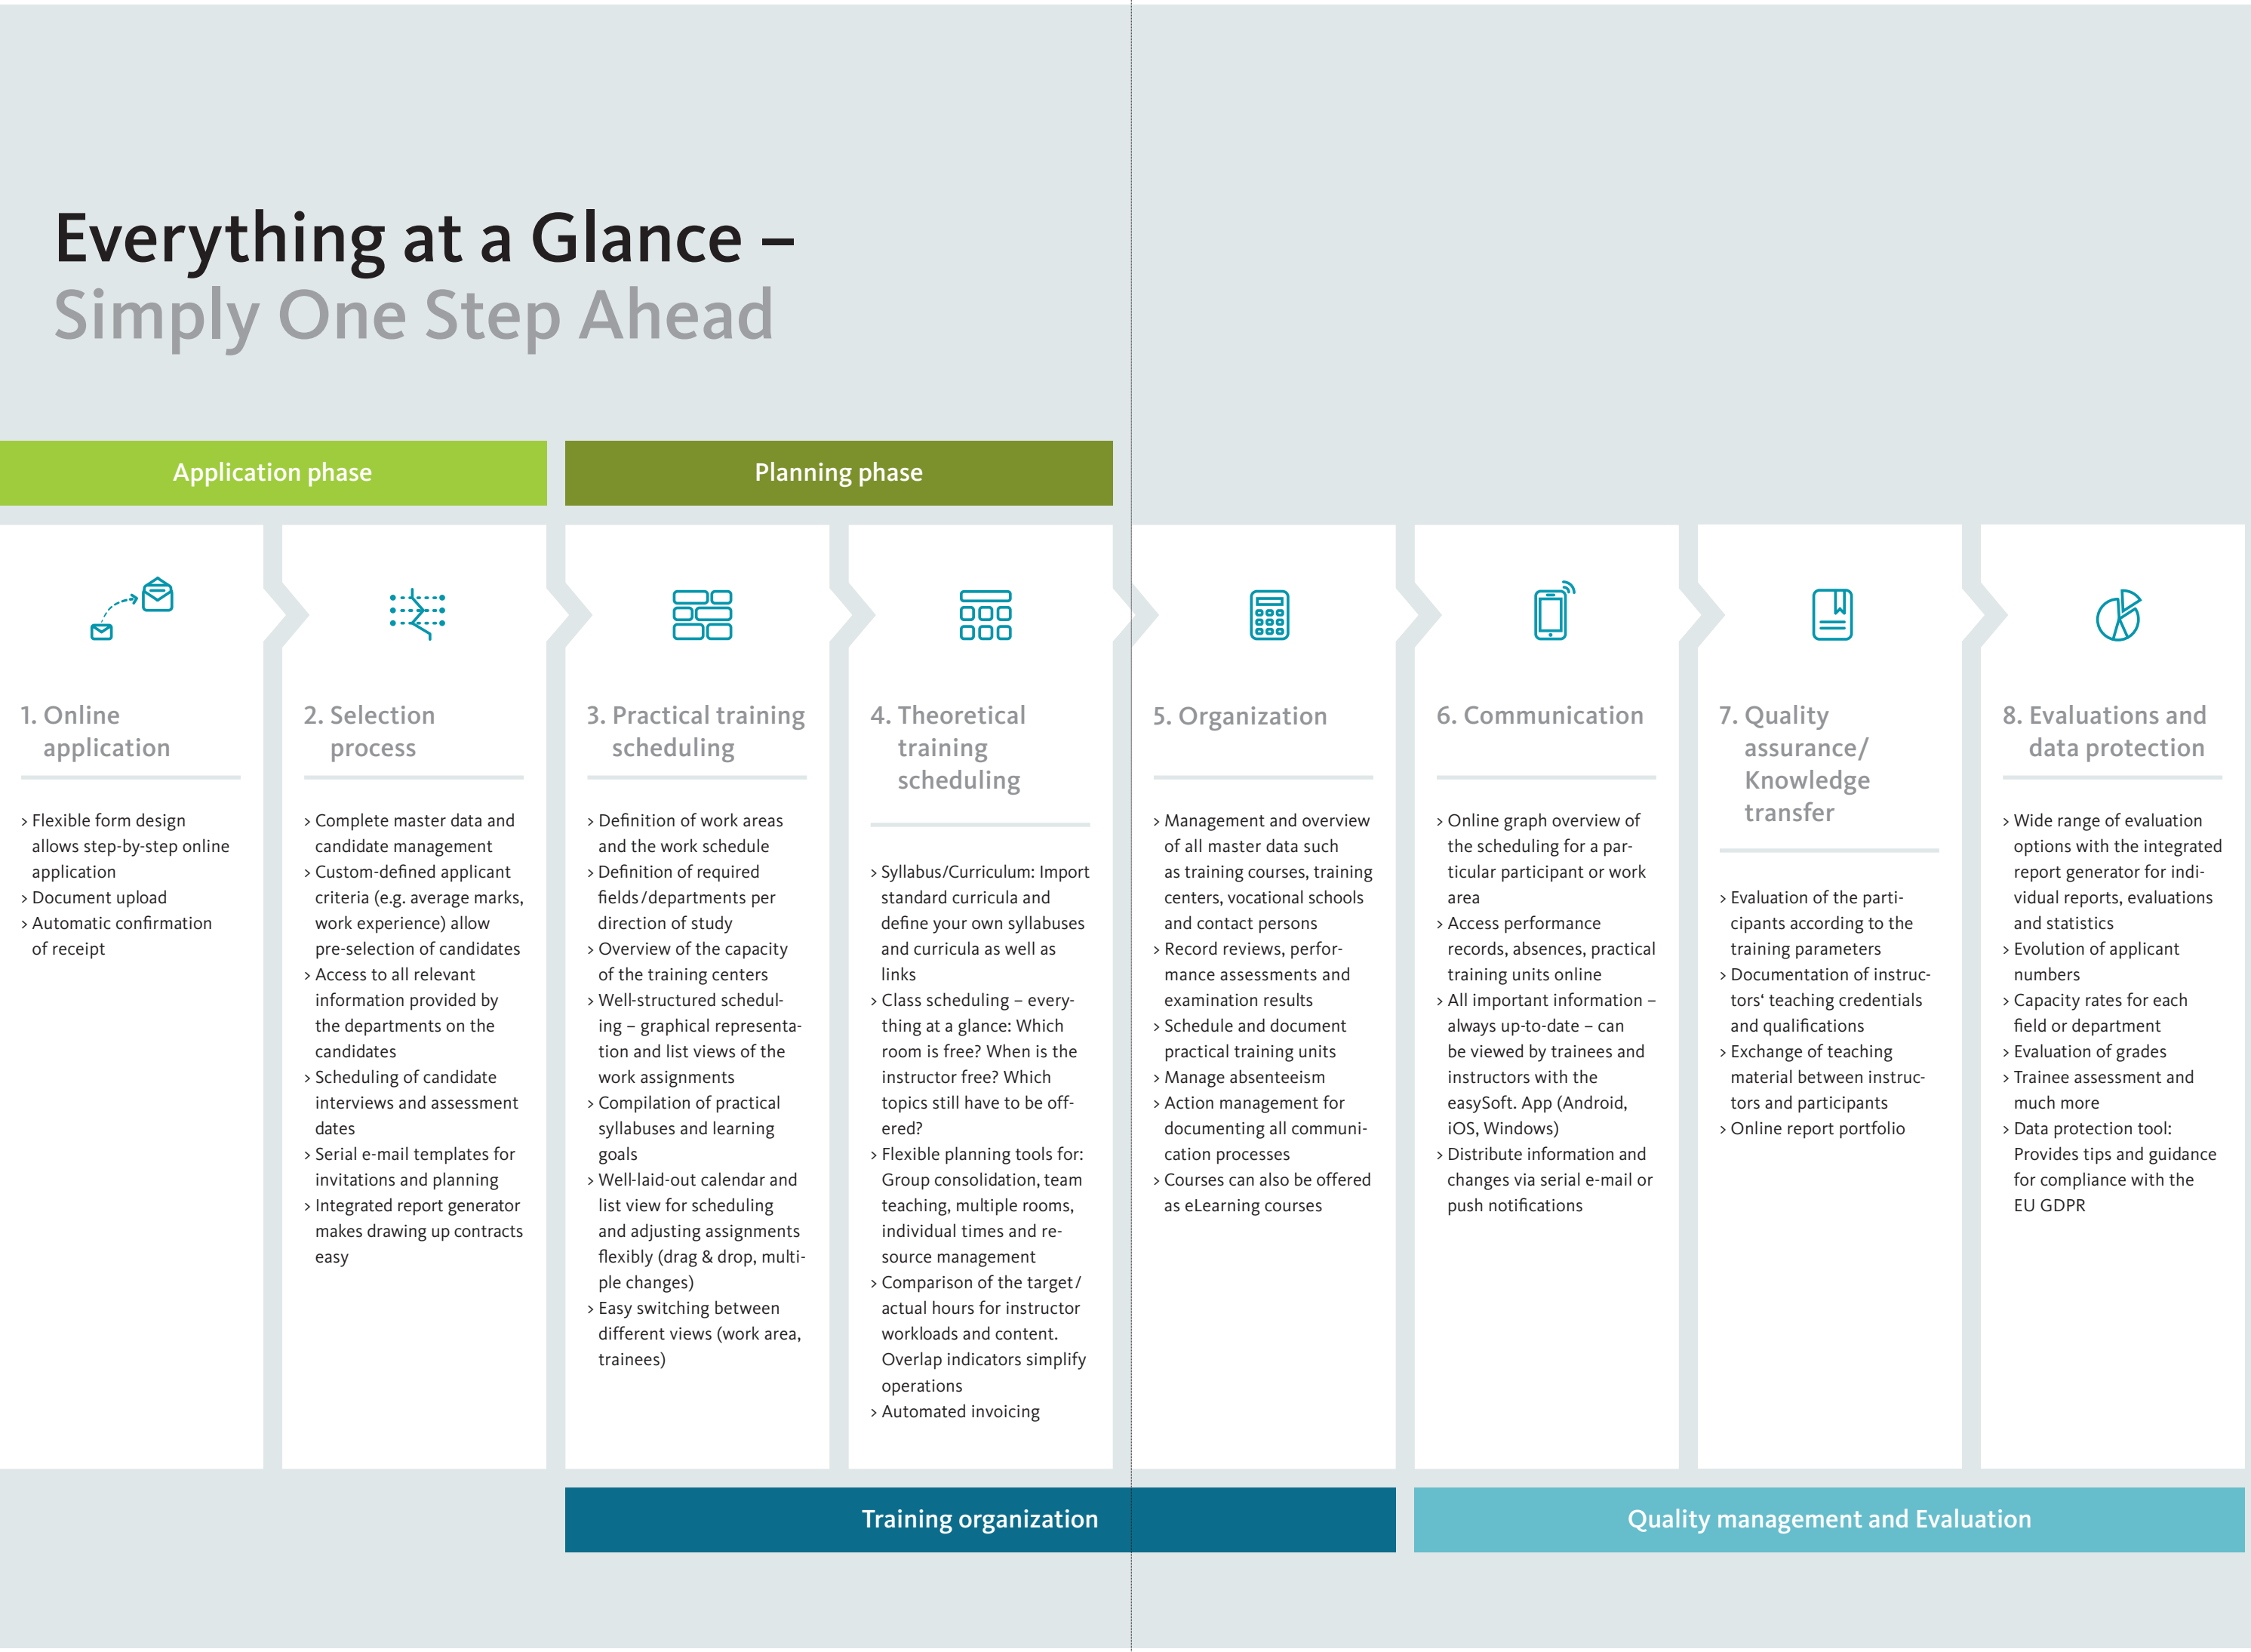 Everything at a Glance –
Simply One Step Ahead
Application phase
Planning phase
1. Online
application
> Flexible form design
allows step-by-step online
application
> Document upload
> Automatic confirmation
of receipt
2. Selection
process
> Complete master data and
candidate management
> Custom-defined applicant
criteria (e.g. average marks,
work experience) allow
pre-selection of candidates
> Access to all relevant
information provided by
the departments on the
candidates
> Scheduling of candidate
interviews and assessment
dates
> Serial e-mail templates for
invitations and planning
> Integrated report generator
makes drawing up contracts
easy
3. Practical training
scheduling
> Definition of work areas
and the work schedule
> Definition of required
fields/departments per
direction of study
> Overview of the capacity
of the training centers
> Well-structured schedul-
ing – graphical representa-
tion and list views of the
work assignments
> Compilation of practical
syllabuses and learning
goals
> Well-laid-out calendar and
list view for scheduling
and adjusting assignments
flexibly (drag & drop, multi-
ple changes)
> Easy switching between
different views (work area,
trainees)
4. Theoretical
training
scheduling
> Syllabus/Curriculum: Import
standard curricula and
define your own syllabuses
and curricula as well as
links
> Class scheduling – every-
thing at a glance: Which
room is free? When is the
instructor free? Which
topics still have to be off-
ered?
> Flexible planning tools for:
Group consolidation, team
teaching, multiple rooms,
individual times and re-
source management
> Comparison of the target/
actual hours for instructor
workloads and content.
Overlap indicators simplify
operations
> Automated invoicing
5. Organization
> Management and overview
of all master data such
as training courses, training
centers, vocational schools
and contact persons
> Record reviews, perfor-
mance assessments and
examination results
> Schedule and document
practical training units
> Manage absenteeism
> Action management for
documenting all communi-
cation processes
> Courses can also be offered
as eLearning courses
6. Communication
> Online graph overview of
the scheduling for a par-
ticular participant or work
area
> Access performance
records, absences, practical
training units online
> All important information –
always up-to-date – can
be viewed by trainees and
instructors with the
easySoft. App (Android,
iOS, Windows)
> Distribute information and
changes via serial e-mail or
push notifications
7. Quality
assurance/
Knowledge
transfer
> Evaluation of the parti-
cipants according to the
training parameters
> Documentation of instruc-
tors‘ teaching credentials
and qualifications
> Exchange of teaching
material between instruc-
tors and participants
> Online report portfolio
8. Evaluations and
data protection
> Wide range of evaluation
options with the integrated
report generator for indi-
vidual reports, evaluations
and statistics
> Evolution of applicant
numbers
> Capacity rates for each
field or department
> Evaluation of grades
> Trainee assessment and
much more
> Data protection tool:
Provides tips and guidance
for compliance with the
EU GDPR
Training organization
Quality management and Evaluation